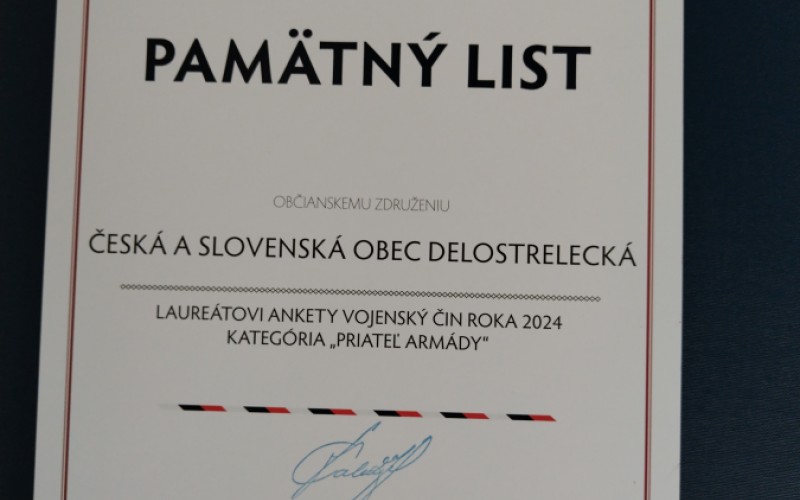 PAMÄTNÝ LIST
OBČIANSKEMU ZDRUŽENIU
ČESKÁ A SLOVENSKÁ OBEC DELOSTRELECKÁ
LAUREÁTOVI ANKETY VOJENSKÝ ČIN ROKA 2024
KATEGÓRIA „PRIATEĽ ARMÁDY“